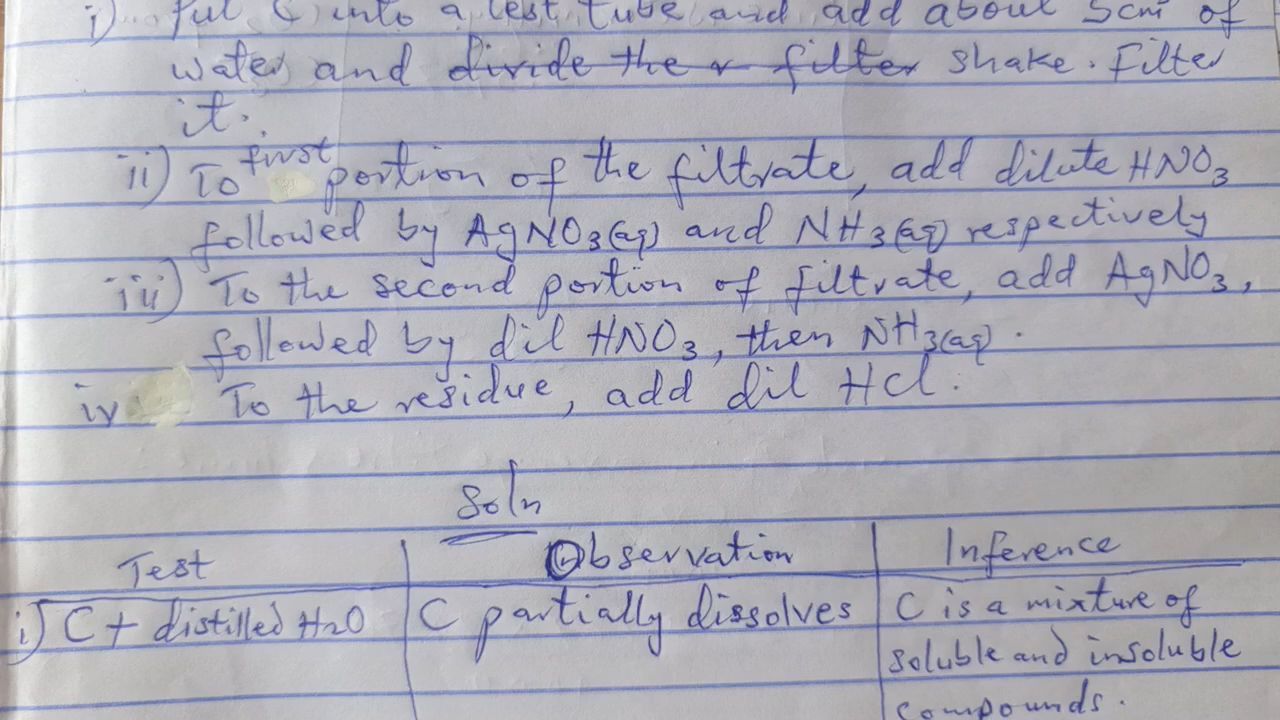 i) Put C into a test tube and add about 5cm³ of
water and divide the r filter shake. Filter
it.
ii) To first portion of the filtrate, add dilute HNO₃
followed by AgNO₃(aq) and NH₃(aq) respectively
iii) To the second portion of filtrate, add AgNO₃,
followed by dil HNO₃, then NH₃(aq).
iv To the residue, add dil HCl.
Soln
Test Observation Inference
i) C + distilled H₂O C partially dissolves C is a mixture of
soluble and insoluble
compounds.